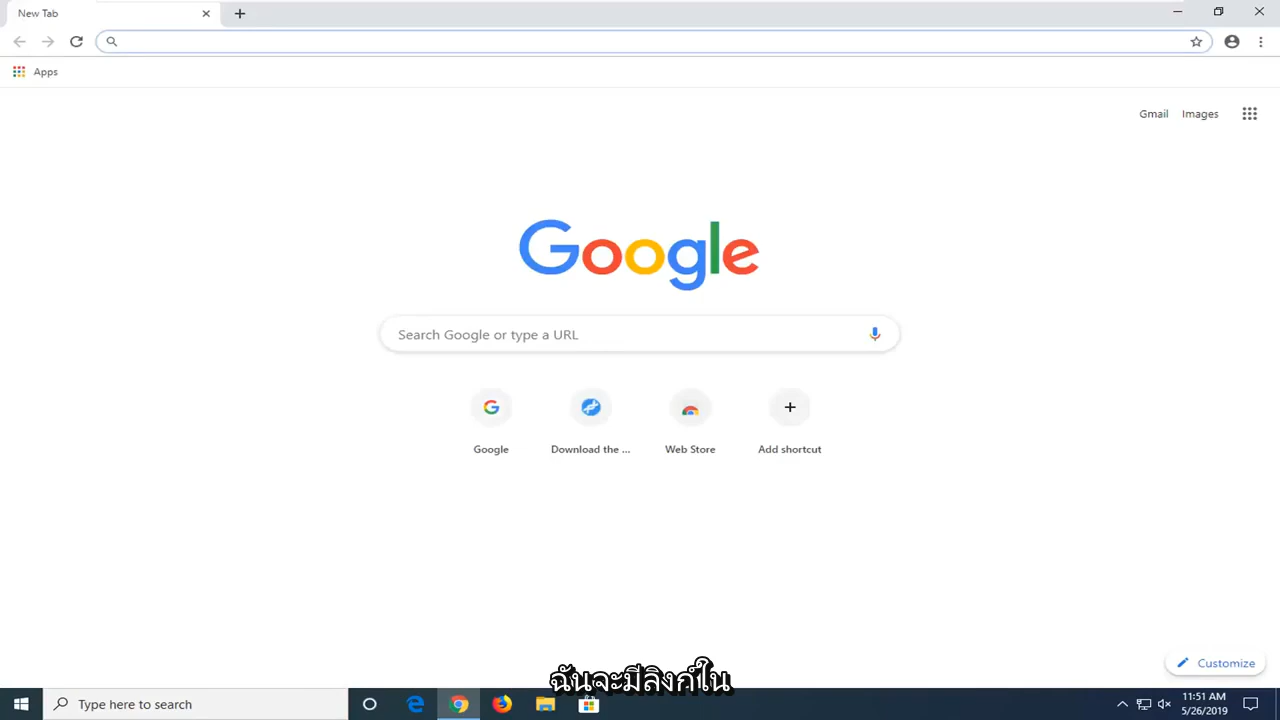 New Tab
Apps
Gmail Images
Google
Search Google or type a URL
Google Download the ... Web Store Add shortcut
Customize
ฉันจะมีลิงก์ใน
Type here to search
11:51 AM
5/26/2019